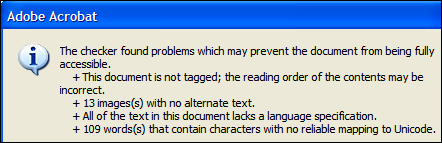 Adobe Acrobat
The checker found problems which may prevent the document from being fully
accessible.
+ This document is not tagged; the reading order of the contents may be
incorrect.
+ 13 images(s) with no alternate text.
+ All of the text in this document lacks a language specification.
+ 109 words(s) that contain characters with no reliable mapping to Unicode.